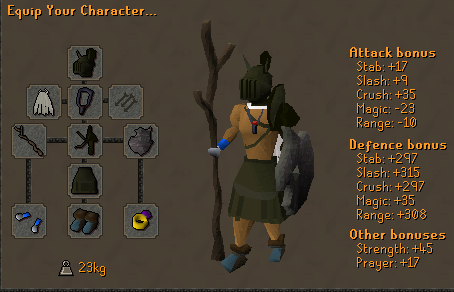 Equip Your Character...
Attack bonus
Stab: +17
Slash: +9
Crush: +35
Magic: -23
Range: -10
Defence bonus
Stab: +297
Slash: +315
Crush: +297
Magic: +35
Range: +308
Other bonuses
Strength: +45
Prayer: +17
23kg